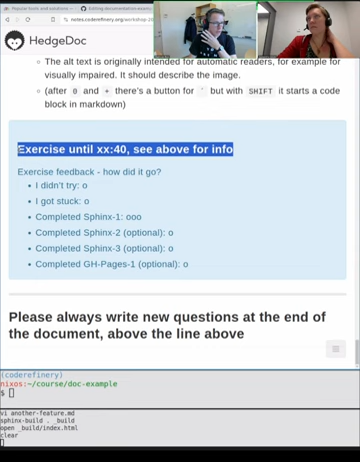 Popular tools and solutions —
Editing documentation-examp
notes.coderefinery.org/workshop-20
HedgeDoc
The alt text is originally intended for automatic readers, for example for
visually impaired. It should describe the image.
(after 0 and + there's a button for ` but with SHIFT it starts a code
block in markdown)
Exercise until xx:40, see above for info
Exercise feedback - how did it go?
I didn't try: o
I got stuck: o
Completed Sphinx-1: ooo
Completed Sphinx-2 (optional): o
Completed Sphinx-3 (optional): o
Completed GH-Pages-1 (optional): o
Please always write new questions at the end of
the document, above the line above
(coderefinery)
nixos:~/course/doc-example
$
vi another-feature.md
sphinx-build . _build
open _build/index.html
clear